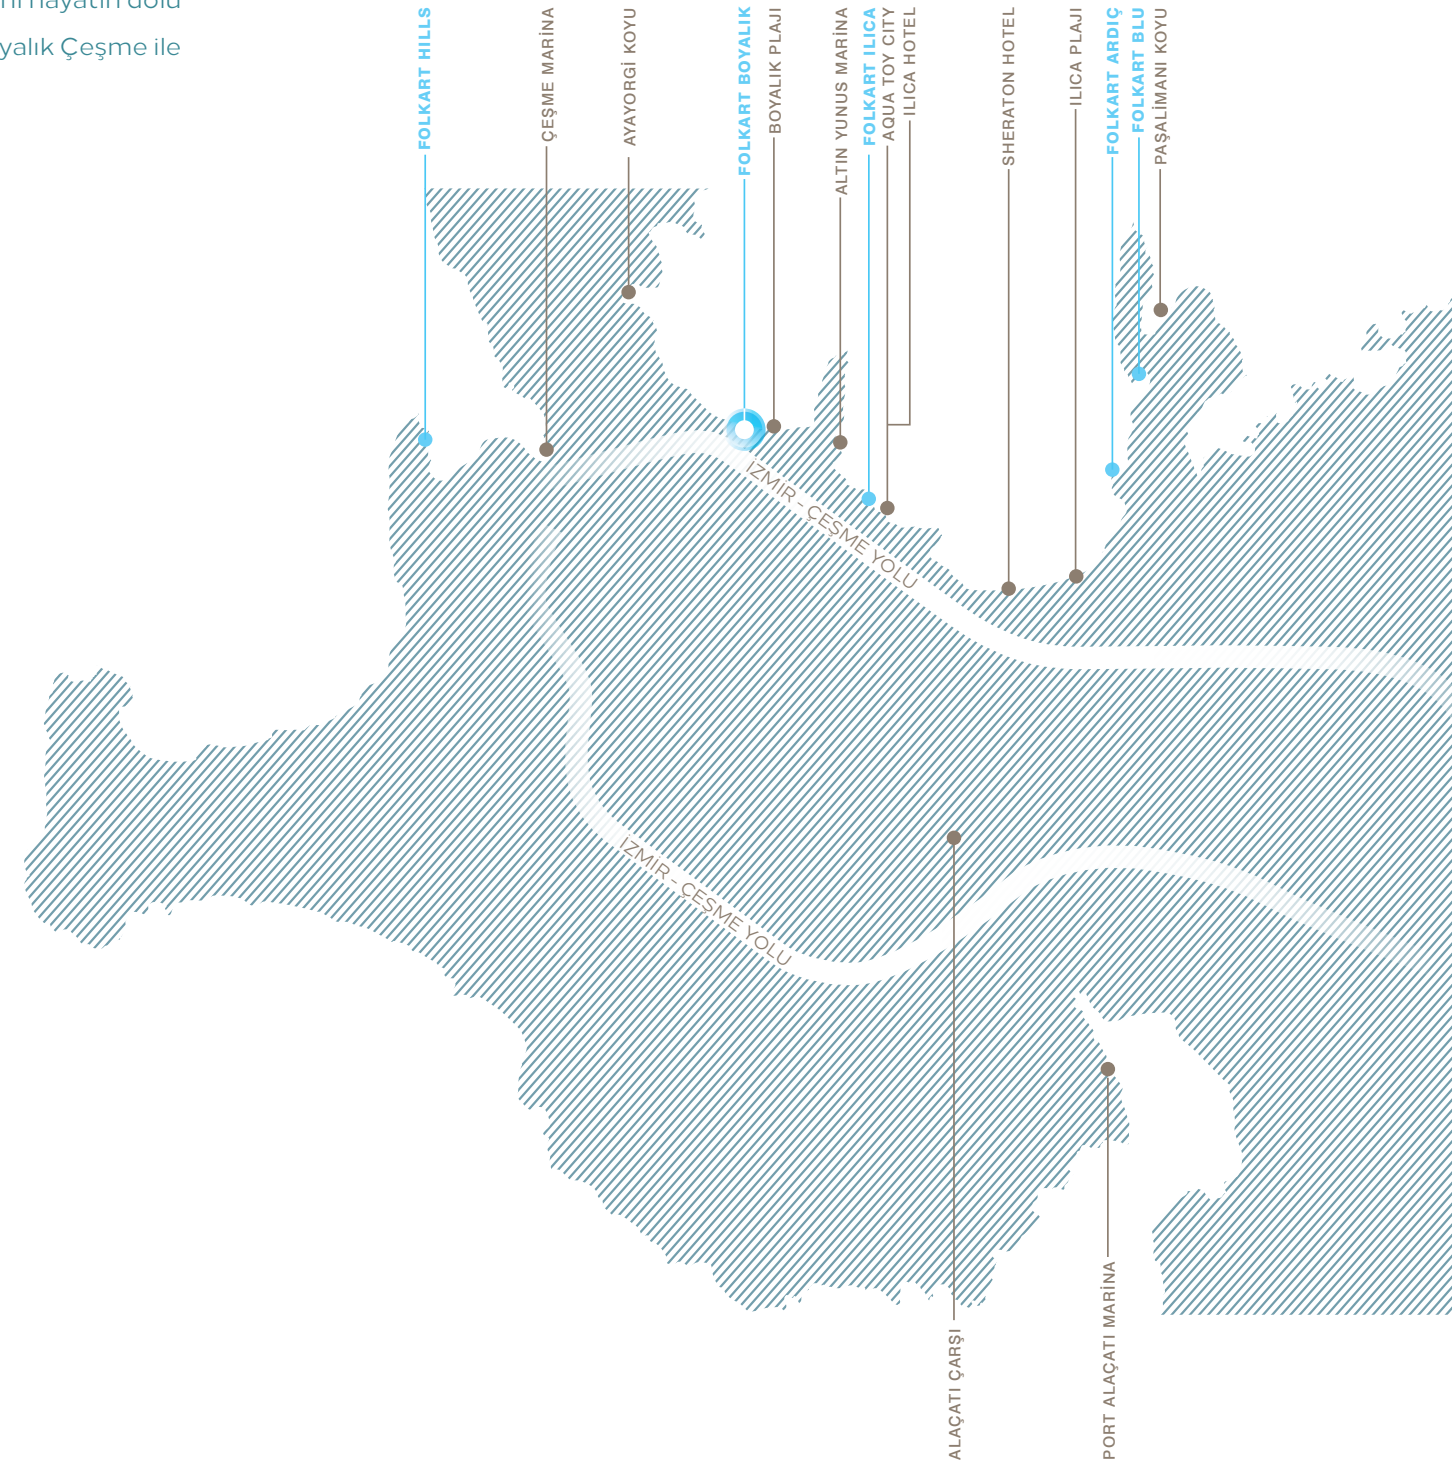 yalık Çeşme ile
FOLKART HILLS
ÇEŞME MARİNA
AYAYORGİ KOYU
FOLKART BOYALIK
BOYALIK PLAJI
ALTIN YUNUS MARİNA
FOLKART ILICA
AQUA TOY CITY
ILICA HOTEL
SHERATON HOTEL
ILICA PLAJI
FOLKART ARDIÇ
FOLKART BLU
PAŞALİMANI KOYU
İZMİR - ÇEŞME YOLU
İZMİR - ÇEŞME YOLU
ALAÇATI ÇARŞI
PORT ALAÇATI MARİNA